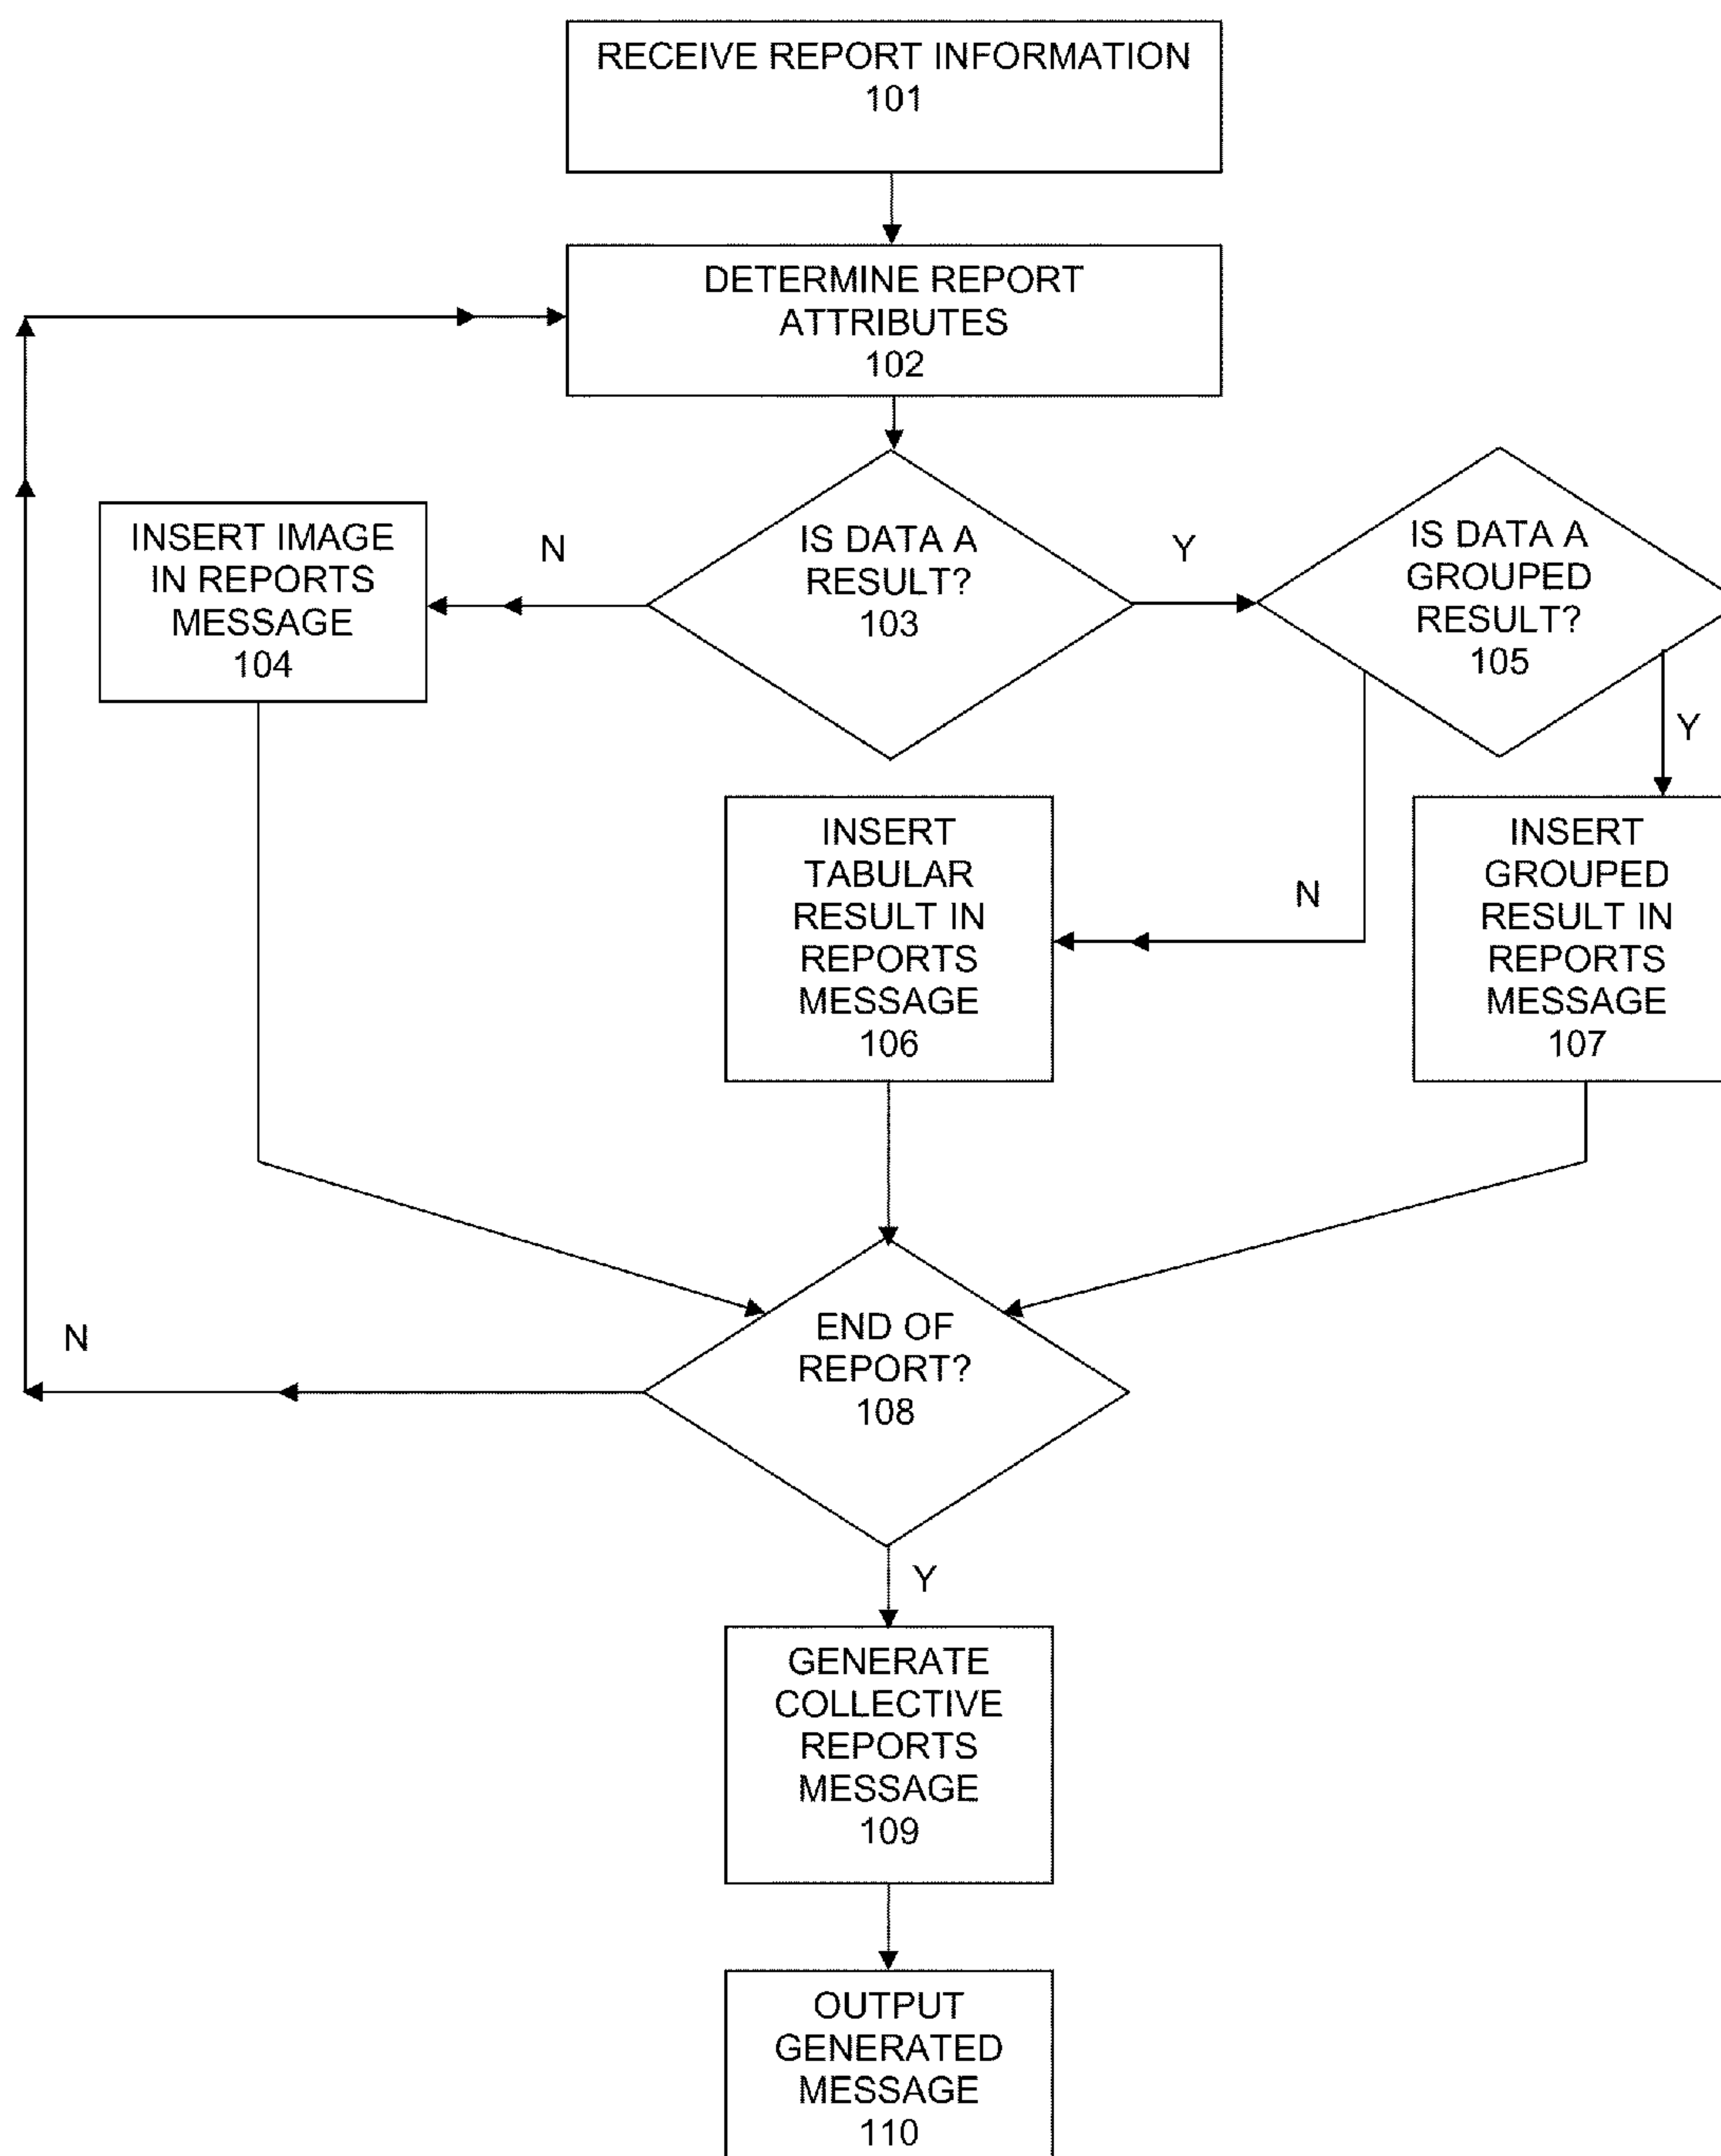 RECEIVE REPORT INFORMATION
101
DETERMINE REPORT
ATTRIBUTES
102
INSERT IMAGE
IN REPORTS
MESSAGE
104
N
IS DATA A
RESULT?
103
Y
IS DATA A
GROUPED
RESULT?
105
Y
INSERT
TABULAR
RESULT IN
REPORTS
MESSAGE
106
N
INSERT
GROUPED
RESULT IN
REPORTS
MESSAGE
107
N
END OF
REPORT?
108
Y
GENERATE
COLLECTIVE
REPORTS
MESSAGE
109
OUTPUT
GENERATED
MESSAGE
110